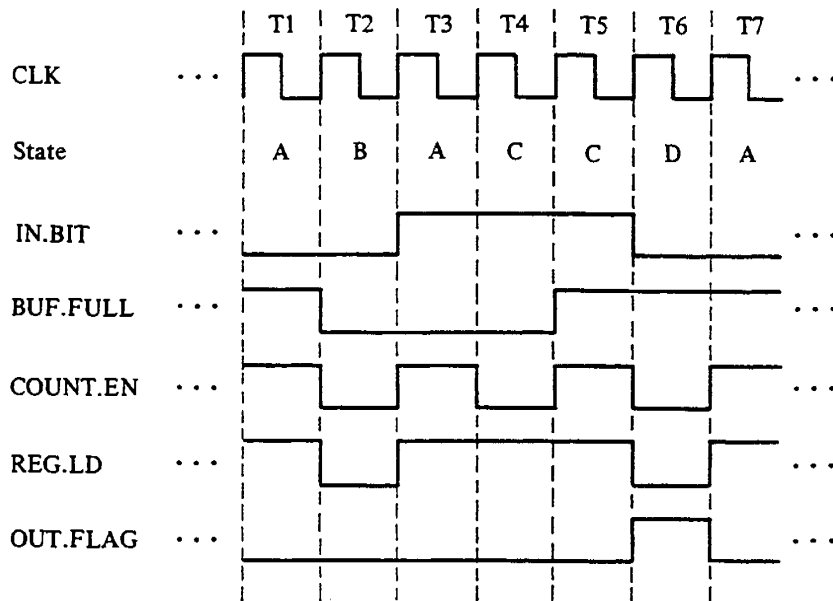 T1 T2 T3 T4 T5 T6 T7
CLK ... ...
State A B A C C D A
IN.BIT ... ...
BUF.FULL ... ...
COUNT.EN ... ...
REG.LD ... ...
OUT.FLAG ... ...